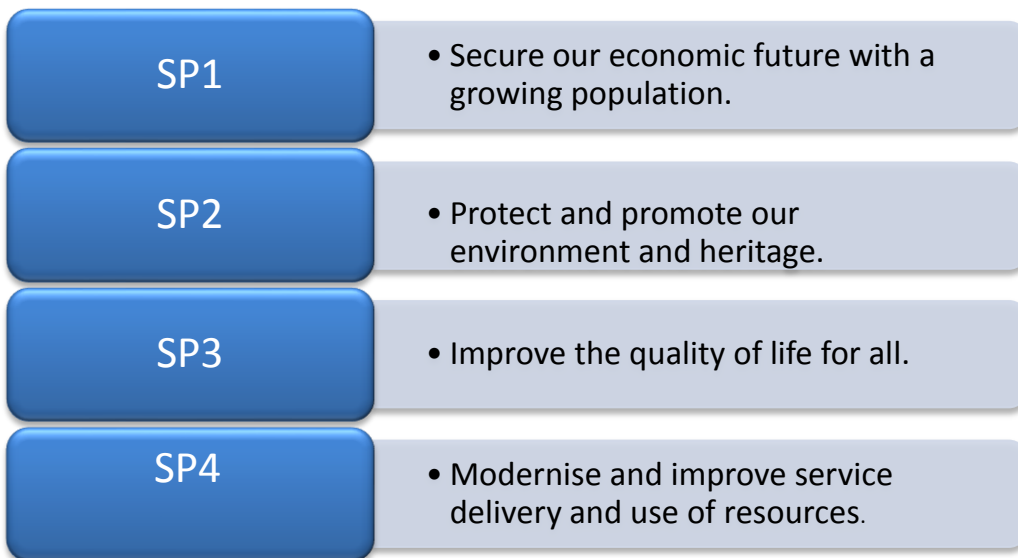 SP1
• Secure our economic future with a
growing population.
SP2
• Protect and promote our
environment and heritage.
SP3
• Improve the quality of life for all.
SP4
• Modernise and improve service
delivery and use of resources.